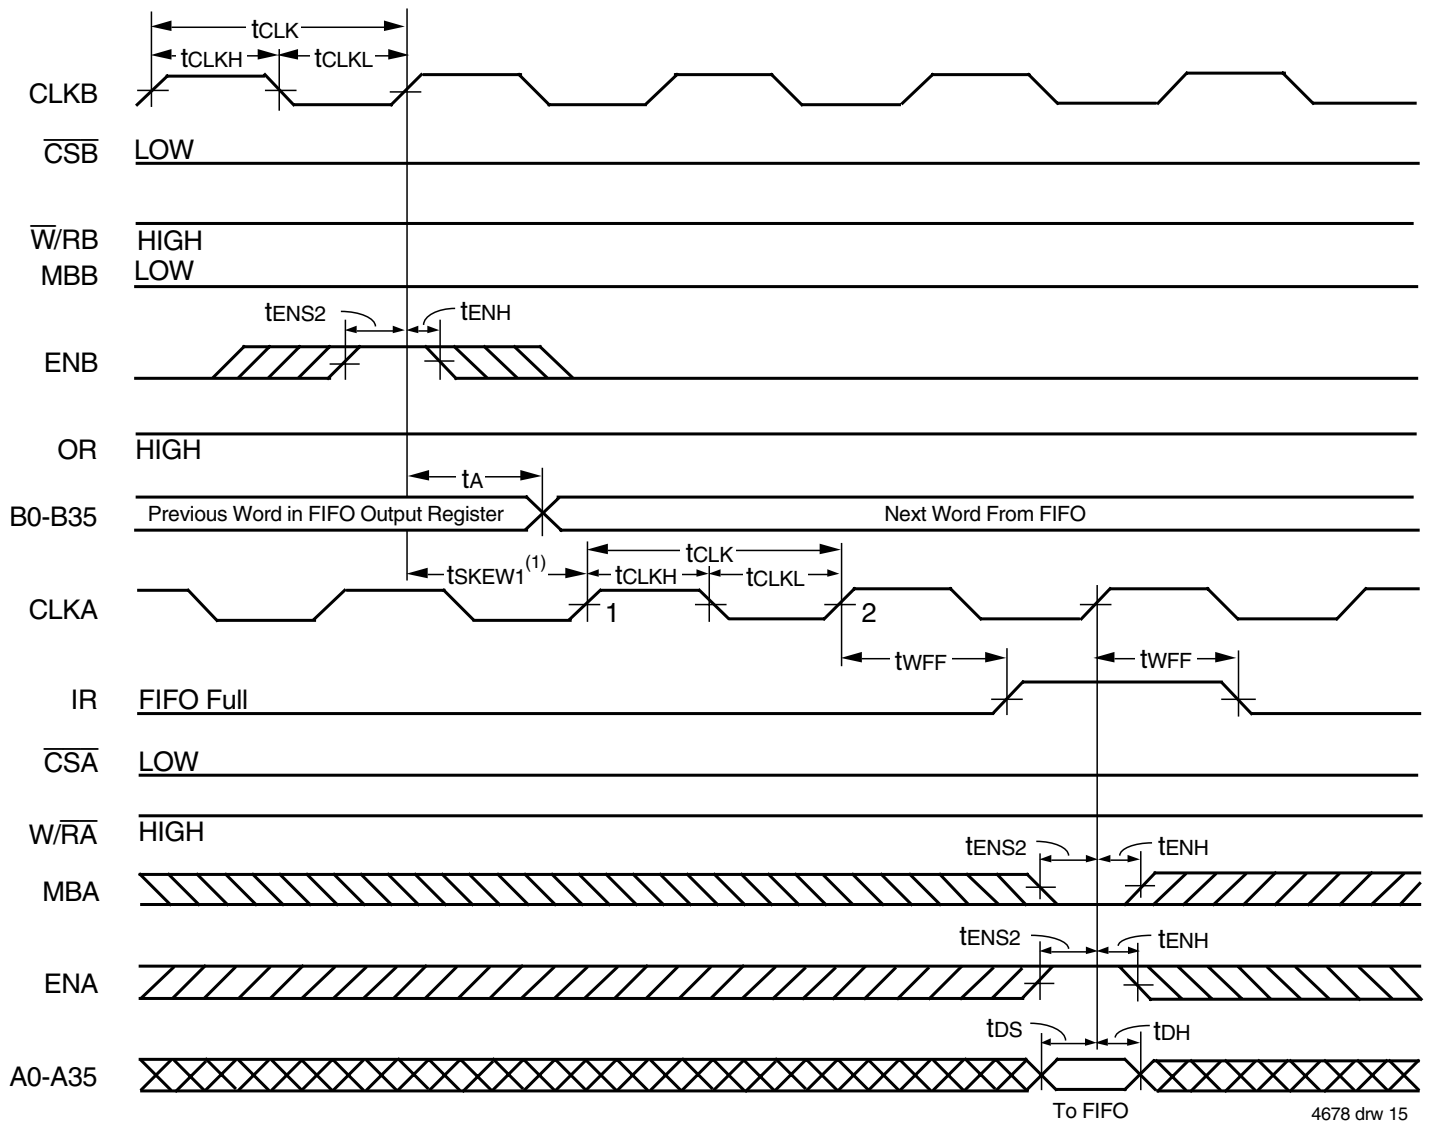 tCLK
tCLKH tCLKL
CLKB
CSB LOW
W/RB HIGH
MBB LOW
tENS2 tENH
ENB
OR HIGH
tA
B0-B35 Previous Word in FIFO Output Register Next Word From FIFO
tCLK
tSKEW1(1) tCLKH tCLKL
CLKA 1 2
tWFF tWFF
IR FIFO Full
CSA LOW
W/RA HIGH
tENS2 tENH
MBA
tENS2 tENH
ENA
tDS tDH
A0-A35
To FIFO
4678 drw 15